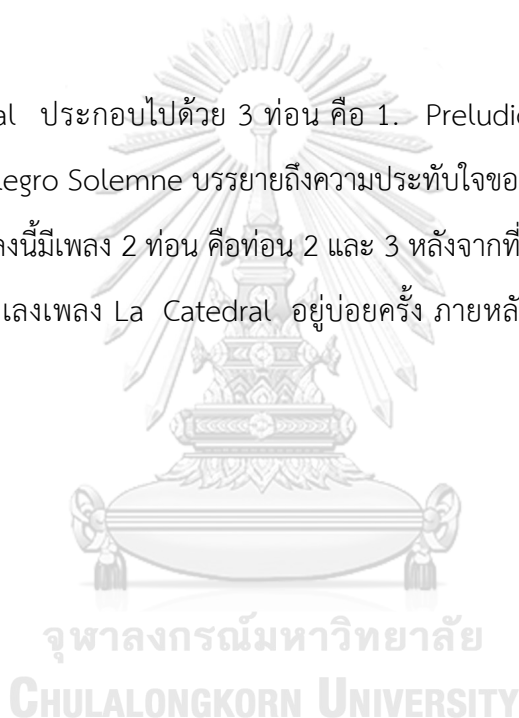 al ประกอบไปด้วย 3 ท่อน คือ 1. Preludio
legro Solemne บรรยายถึงความประทับใจขอ
ลงนี้มีเพลง 2 ท่อน คือท่อน 2 และ 3 หลังจากที่
เลงเพลง La Catedral อยู่บ่อยครั้ง ภายหลั
จุฬาลงกรณ์มหาวิทยาลัย
CHULALONGKORN UNIVERSITY